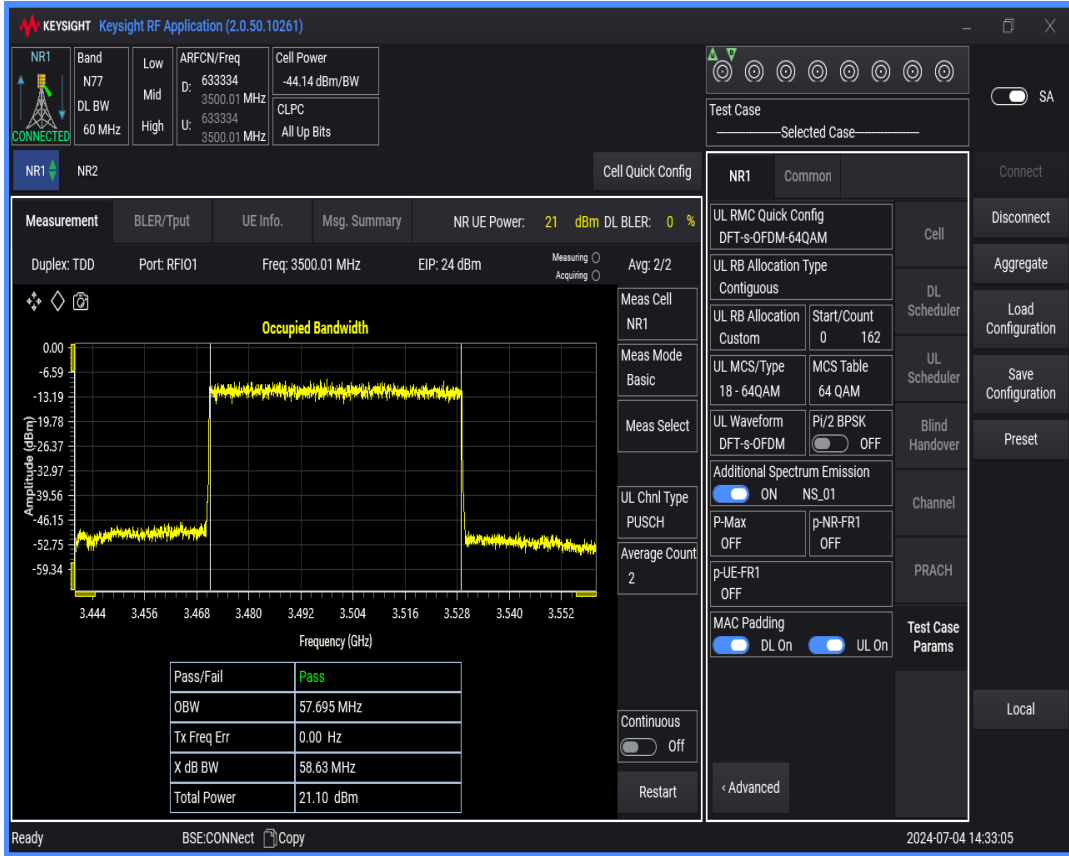 KEYSIGHT Keysight RF Application (2.0.50.10261)
NR1
CONNECTED
Band
N77
DL BW
60 MHz
Low
Mid
High
ARFCN/Freq
D: 633334
3500.01 MHz
U: 633334
3500.01 MHz
Cell Power
-44.14 dBm/BW
CLPC
All Up Bits
Test Case
--------------------Selected Case--------------------
SA
NR1 NR2 Cell Quick Config
NR1 Common
Connect
Disconnect
Aggregate
Load
Configuration
Save
Configuration
Preset
Local
Measurement BLER/Tput UE Info. Msg. Summary NR UE Power: 21 dBm DL BLER: 0 %
Duplex: TDD Port: RFIO1 Freq: 3500.01 MHz EIP: 24 dBm Measuring Avg: 2/2
Acquiring
Occupied Bandwidth
Amplitude (dBm)
0.00
-6.59
-13.19
-19.78
-26.37
-32.97
-39.56
-46.15
-52.75
-59.34
3.444 3.456 3.468 3.480 3.492 3.504 3.516 3.528 3.540 3.552
Frequency (GHz)
Pass/Fail Pass
OBW 57.695 MHz
Tx Freq Err 0.00 Hz
X dB BW 58.63 MHz
Total Power 21.10 dBm
Meas Cell
NR1
Meas Mode
Basic
Meas Select
UL Chnl Type
PUSCH
Average Count
2
Continuous
Off
Restart
UL RMC Quick Config
DFT-s-OFDM-64QAM
UL RB Allocation Type
Contiguous
UL RB Allocation Start/Count
Custom 0 162
UL MCS/Type MCS Table
18 - 64QAM 64 QAM
UL Waveform Pi/2 BPSK
DFT-s-OFDM OFF
Additional Spectrum Emission
ON NS_01
P-Max p-NR-FR1
OFF OFF
p-UE-FR1
OFF
MAC Padding
DL On UL On
‹ Advanced
Cell
DL
Scheduler
UL
Scheduler
Blind
Handover
Channel
PRACH
Test Case
Params
Ready BSE:CONNect Copy 2024-07-04 14:33:05